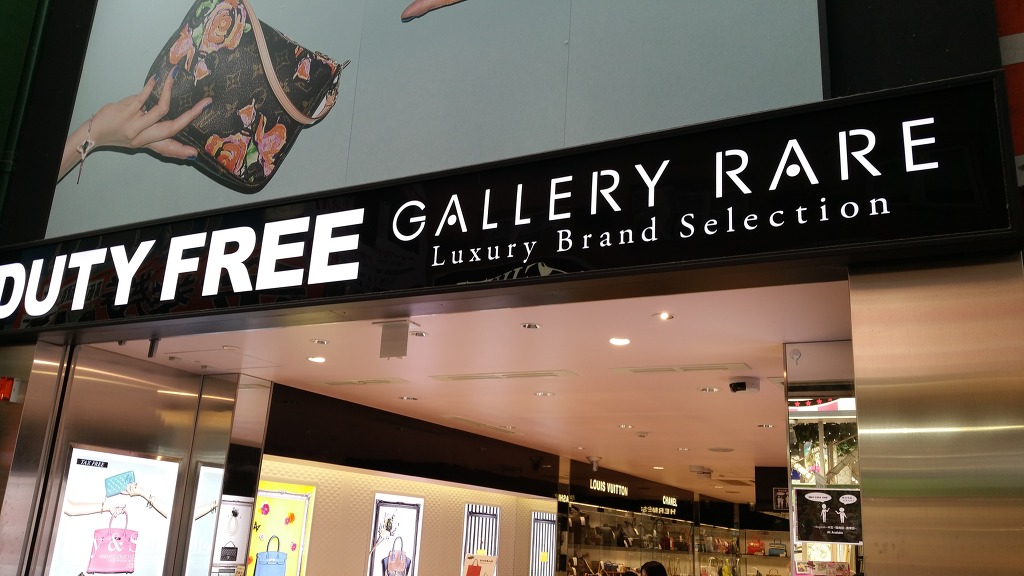 DUTY FREE
GALLERY RARE
Luxury Brand Selection
TAX FREE
LOUIS VUITTON
CHANEL